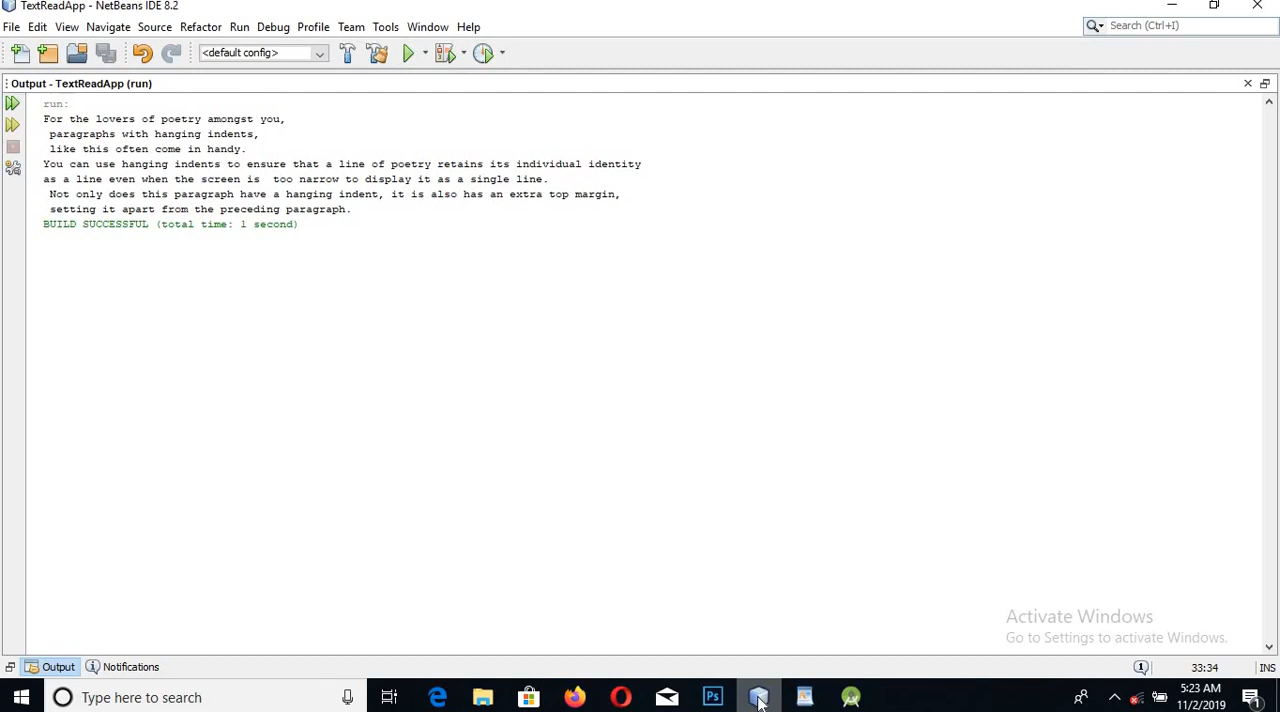 TextReadApp - NetBeans IDE 8.2
File Edit View Navigate Source Refactor Run Debug Profile Team Tools Window Help
Search (Ctrl+I)
<default config>
Output - TextReadApp (run)
run:
For the lovers of poetry amongst you,
paragraphs with hanging indents,
like this often come in handy.
You can use hanging indents to ensure that a line of poetry retains its individual identity
as a line even when the screen is  too narrow to display it as a single line.
Not only does this paragraph have a hanging indent, it is also has an extra top margin,
setting it apart from the preceding paragraph.
BUILD SUCCESSFUL (total time: 1 second)
Activate Windows
Go to Settings to activate Windows.
Output Notifications
1 33:34 INS
Type here to search
Ps
5:23 AM
11/2/2019
1